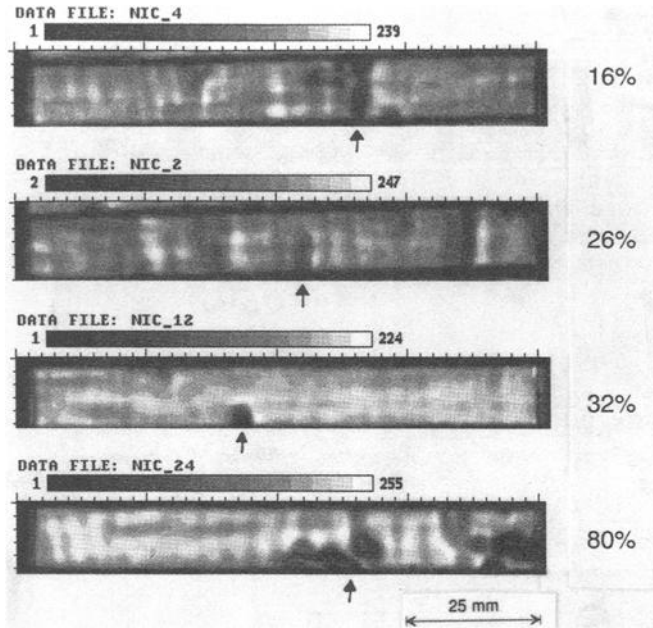 DATA FILE: NIC_4
1 239
16%
DATA FILE: NIC_2
2 247
26%
DATA FILE: NIC_12
1 224
32%
DATA FILE: NIC_24
1 255
80%
25 mm